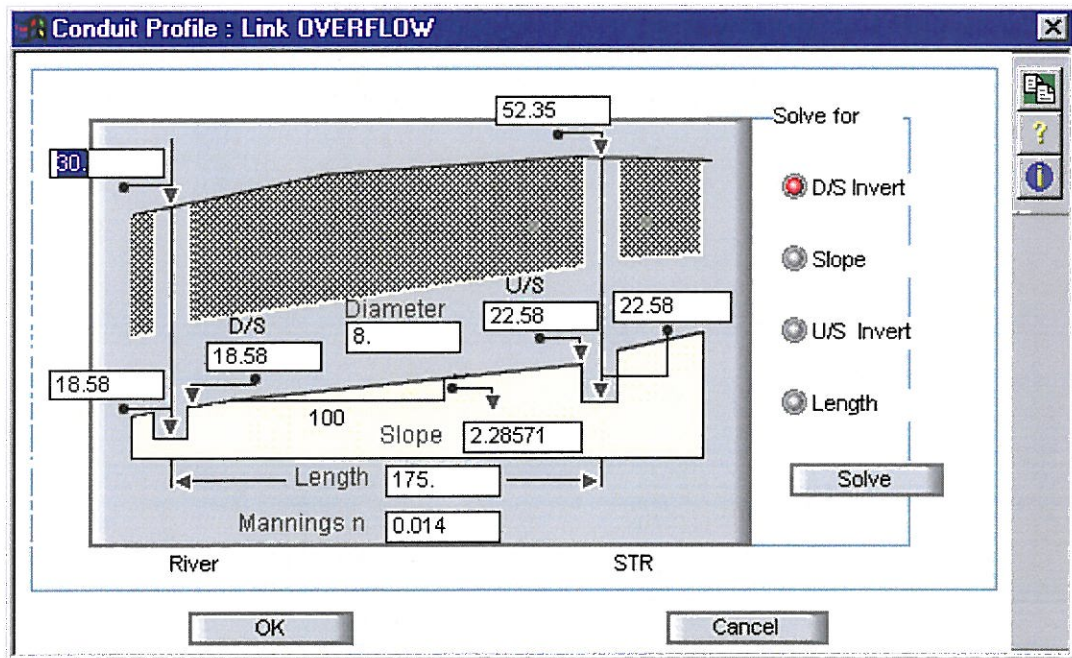 Conduit Profile : Link OVERFLOW
52.35
Solve for
30.
D/S Invert
?
i
Slope
U/S
22.58
Diameter
22.58
8.
D/S
18.58
U/S Invert
18.58
Length
100
Slope 2.28571
Length 175.
Solve
Mannings n 0.014
River STR
OK Cancel